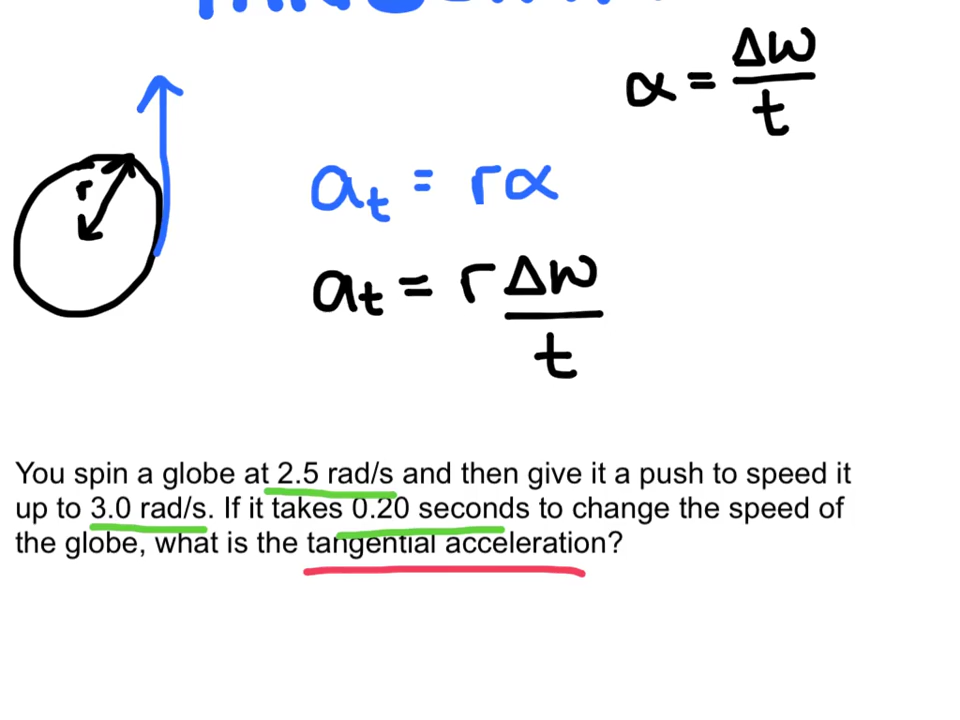 α = Δω/t
r
a_t = rα
a_t = r Δω/t
You spin a globe at 2.5 rad/s and then give it a push to speed it
up to 3.0 rad/s. If it takes 0.20 seconds to change the speed of
the globe, what is the tangential acceleration?